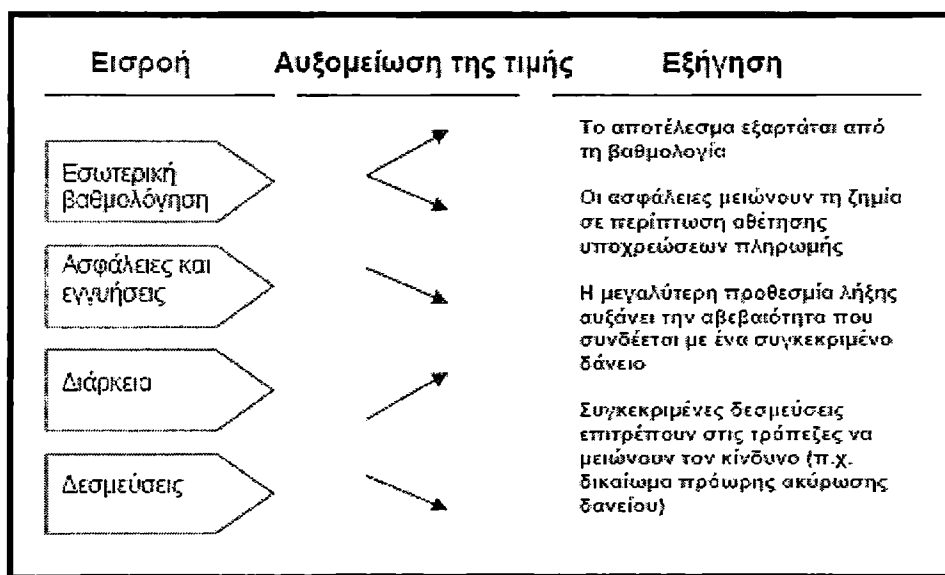 Εισροή Αυξομείωση της τιμής Εξήγηση
Εσωτερική
βαθμολόγηση
Το αποτέλεσμα εξαρτάται από
τη βαθμολογία
Οι ασφάλειες μειώνουν τη ζημία
σε περίπτωση αθέτησης
υποχρεώσεων πληρωμής
Ασφάλειες και
εγγυήσεις
Η μεγαλύτερη προθεσμία λήξης
αυξάνει την αβεβαιότητα που
συνδέεται με ένα συγκεκριμένο
δάνειο
Διάρκεια
Συγκεκριμένες δεσμεύσεις
επιτρέπουν στις τράπεζες να
μειώνουν τον κίνδυνο (π.χ.
δικαίωμα πρόωρης ακύρωσης
δανείου)
Δεσμεύσεις